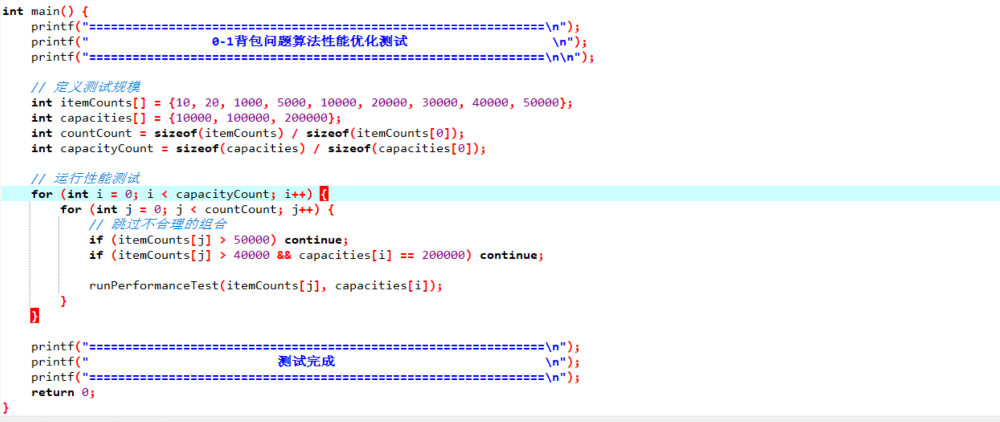 int main() {
    printf("===============================================================\n");
    printf("                 0-1背包问题算法性能优化测试                    \n");
    printf("===============================================================\n\n");

    // 定义测试规模
    int itemCounts[] = {10, 20, 1000, 5000, 10000, 20000, 30000, 40000, 50000};
    int capacities[] = {10000, 100000, 200000};
    int countCount = sizeof(itemCounts) / sizeof(itemCounts[0]);
    int capacityCount = sizeof(capacities) / sizeof(capacities[0]);

    // 运行性能测试
    for (int i = 0; i < capacityCount; i++) {
        for (int j = 0; j < countCount; j++) {
            // 跳过不合理的组合
            if (itemCounts[j] > 50000) continue;
            if (itemCounts[j] > 40000 && capacities[i] == 200000) continue;

            runPerformanceTest(itemCounts[j], capacities[i]);
        }
    }

    printf("===============================================================\n");
    printf("                          测试完成                             \n");
    printf("===============================================================\n");
    return 0;
}